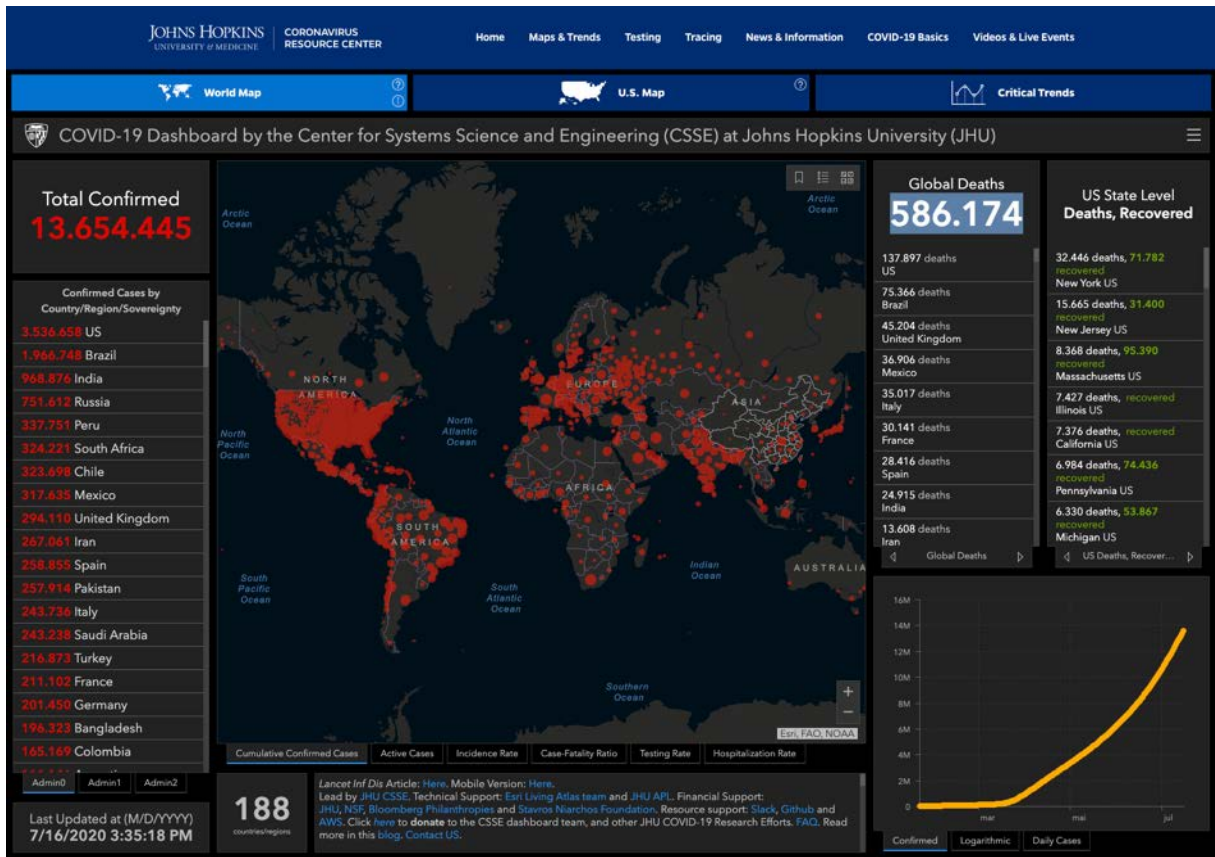 JOHNS HOPKINS
UNIVERSITY & MEDICINE
CORONAVIRUS
RESOURCE CENTER
Home
Maps & Trends
Testing
Tracing
News & Information
COVID-19 Basics
Videos & Live Events
World Map
U.S. Map
Critical Trends
COVID-19 Dashboard by the Center for Systems Science and Engineering (CSSE) at Johns Hopkins University (JHU)
Total Confirmed
13.654.445
Confirmed Cases by
Country/Region/Sovereignty
3.536.658 US
1.966.748 Brazil
968.876 India
751.612 Russia
337.751 Peru
324.221 South Africa
323.698 Chile
317.635 Mexico
294.110 United Kingdom
267.061 Iran
258.855 Spain
257.914 Pakistan
243.736 Italy
243.238 Saudi Arabia
216.873 Turkey
211.102 France
201.450 Germany
196.323 Bangladesh
165.169 Colombia
Admin0
Admin1
Admin2
Last Updated at (M/D/YYYY)
7/16/2020 3:35:18 PM
Arctic
Ocean
Arctic
Ocean
NORTH
AMERICA
EUROPE
ASIA
North
Pacific
Ocean
North
Atlantic
Ocean
AFRICA
SOUTH
AMERICA
Indian
Ocean
AUSTRALIA
South
Pacific
Ocean
South
Atlantic
Ocean
Southern
Ocean
+
−
Esri, FAO, NOAA
Cumulative Confirmed Cases
Active Cases
Incidence Rate
Case-Fatality Ratio
Testing Rate
Hospitalization Rate
188
countries/regions
Lancet Inf Dis Article: Here. Mobile Version: Here.
Lead by JHU CSSE. Technical Support: Esri Living Atlas team and JHU APL. Financial Support:
JHU, NSF, Bloomberg Philanthropies and Stavros Niarchos Foundation. Resource support: Slack, Github and
AWS. Click here to donate to the CSSE dashboard team, and other JHU COVID-19 Research Efforts. FAQ. Read
more in this blog. Contact US.
Global Deaths
586.174
137.897 deaths
US
75.366 deaths
Brazil
45.204 deaths
United Kingdom
36.906 deaths
Mexico
35.017 deaths
Italy
30.141 deaths
France
28.416 deaths
Spain
24.915 deaths
India
13.608 deaths
Iran
Global Deaths
US State Level
Deaths, Recovered
32.446 deaths, 71.782
recovered
New York US
15.665 deaths, 31.400
recovered
New Jersey US
8.368 deaths, 95.390
recovered
Massachusetts US
7.427 deaths, recovered
Illinois US
7.376 deaths, recovered
California US
6.984 deaths, 74.436
recovered
Pennsylvania US
6.330 deaths, 53.867
recovered
Michigan US
US Deaths, Recover...
16M
14M
12M
10M
8M
6M
4M
2M
0
mar
mai
jul
Confirmed
Logarithmic
Daily Cases